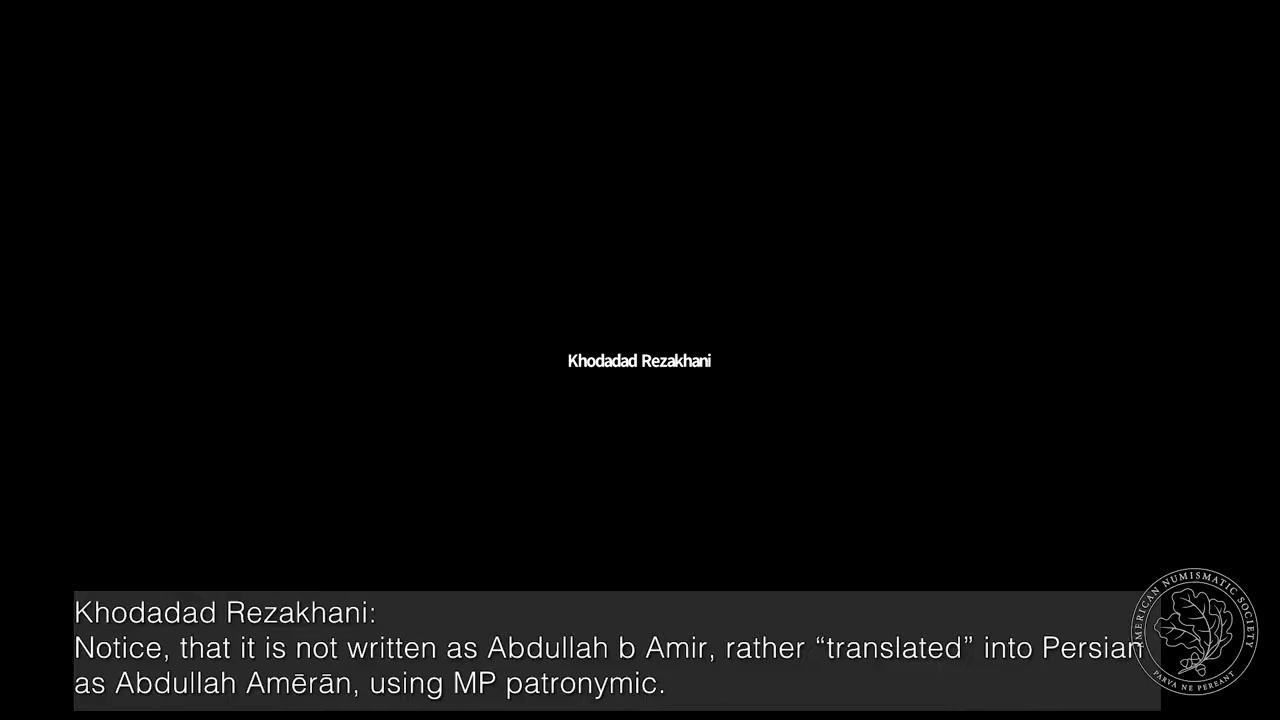 Khodadad Rezakhani
Khodadad Rezakhani:
Notice, that it is not written as Abdullah b Amir, rather “translated” into Persian
as Abdullah Amērān, using MP patronymic.
AMERICAN NUMISMATIC SOCIETY
PARVA NE PEREANT